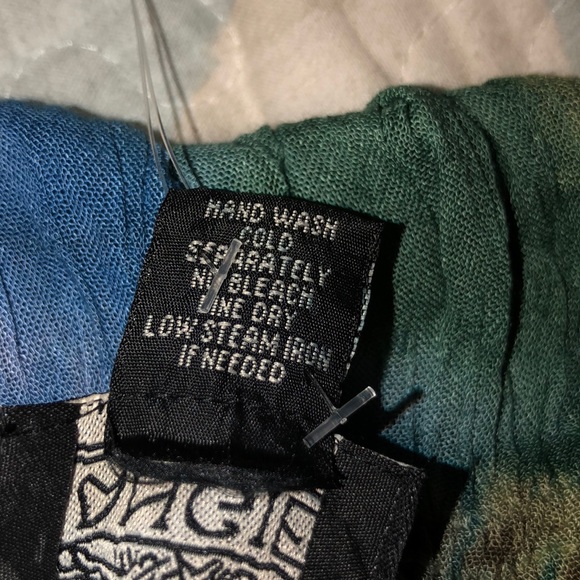 HAND WASH
COLD
SEPARATELY
NO BLEACH
LINE DRY
LOW STEAM IRON
IF NEEDED